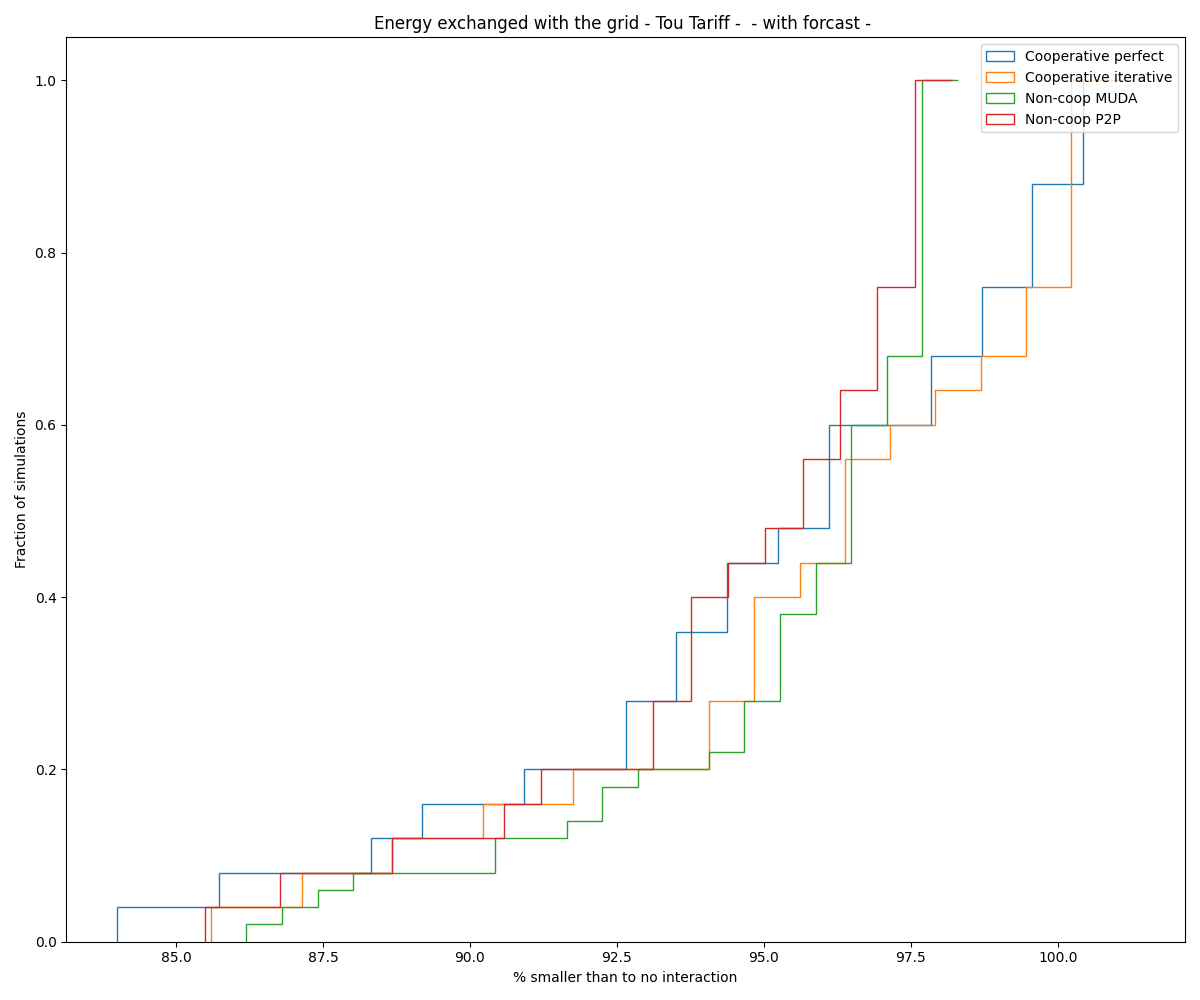 Energy exchanged with the grid - Tou Tariff -  - with forcast -
Cooperative perfect
Cooperative iterative
Non-coop MUDA
Non-coop P2P
Fraction of simulations
1.0
0.8
0.6
0.4
0.2
0.0
85.0 87.5 90.0 92.5 95.0 97.5 100.0
% smaller than to no interaction